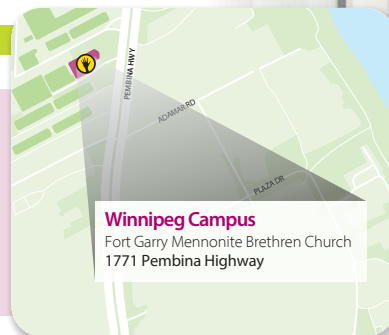 PEMBINA HWY
ADAMAR RD
PLAZA DR
Winnipeg Campus
Fort Garry Mennonite Brethren Church
1771 Pembina Highway